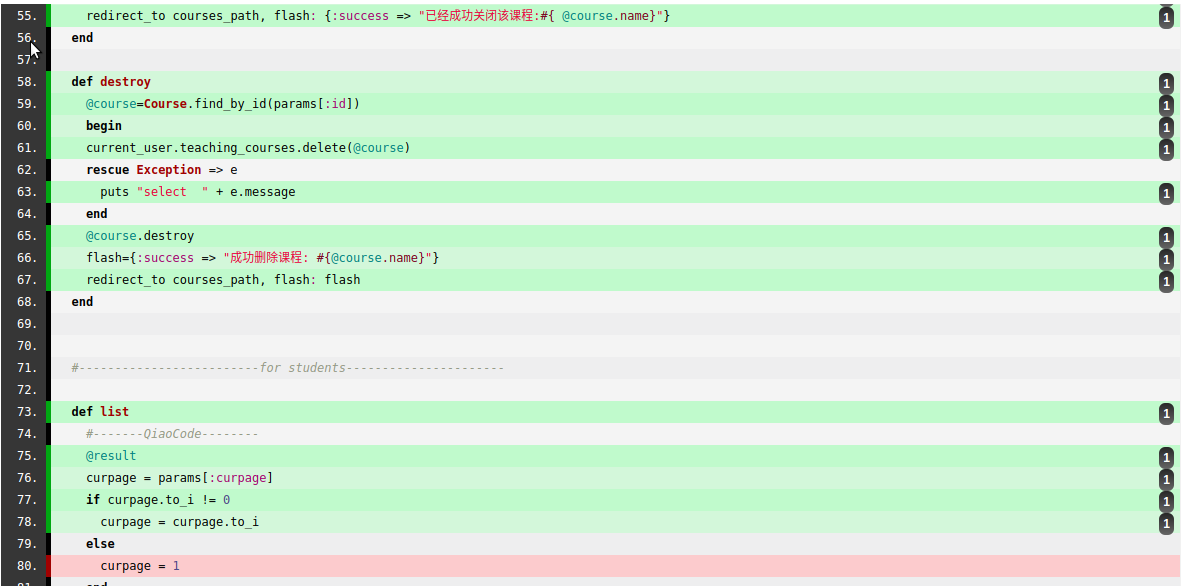 55. redirect_to courses_path, flash: {:success => "已经成功关闭该课程:#{ @course.name}"} 1
56. end
57.
58. def destroy 1
59. @course=Course.find_by_id(params[:id]) 1
60. begin 1
61. current_user.teaching_courses.delete(@course) 1
62. rescue Exception => e
63. puts "select  " + e.message 1
64. end
65. @course.destroy 1
66. flash={:success => "成功删除课程: #{@course.name}"} 1
67. redirect_to courses_path, flash: flash 1
68. end
69.
70.
71. #-------------------------for students----------------------
72.
73. def list 1
74. #-------QiaoCode--------
75. @result 1
76. curpage = params[:curpage] 1
77. if curpage.to_i != 0 1
78. curpage = curpage.to_i 1
79. else
80. curpage = 1